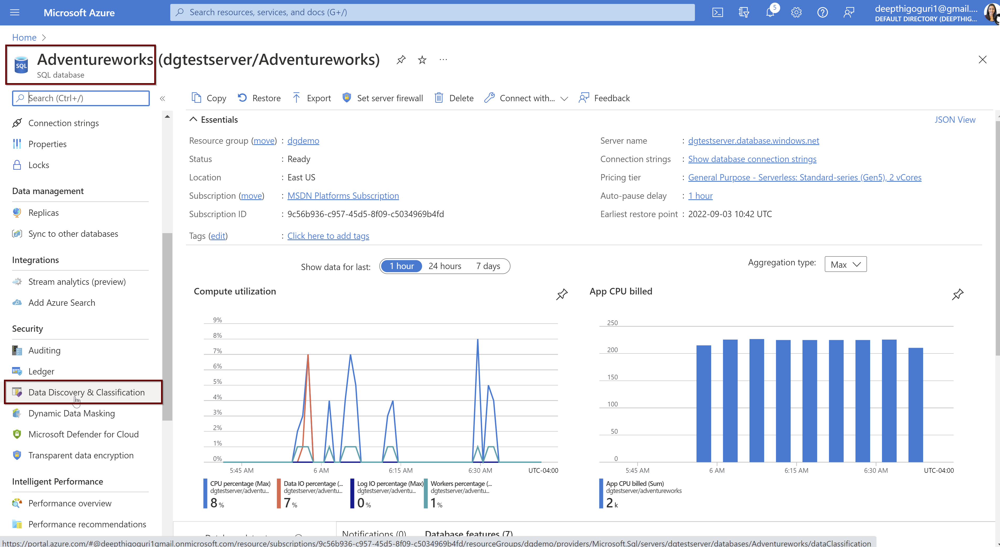 Microsoft Azure
Search resources, services, and docs (G+/)
5
deepthigoguri1@gmail....
DEFAULT DIRECTORY (DEEPTHIG...
Home >
Adventureworks (dgtestserver/Adventureworks)
SQL
SQL database
Search (Ctrl+/)
Copy
Restore
Export
Set server firewall
Delete
Connect with...
Feedback
Connection strings
Properties
Locks
Data management
Replicas
Sync to other databases
Integrations
Stream analytics (preview)
Add Azure Search
Security
Auditing
Ledger
Data Discovery & Classification
Dynamic Data Masking
Microsoft Defender for Cloud
Transparent data encryption
Intelligent Performance
Performance overview
Performance recommendations
Essentials
JSON View
Resource group (move) : dgdemo
Status : Ready
Location : East US
Subscription (move) : MSDN Platforms Subscription
Subscription ID : 9c56b936-c957-45d5-8f09-c5034969b4fd
Tags (edit) : Click here to add tags
Server name : dgtestserver.database.windows.net
Connection strings : Show database connection strings
Pricing tier : General Purpose - Serverless: Standard-series (Gen5), 2 vCores
Auto-pause delay : 1 hour
Earliest restore point : 2022-09-03 10:42 UTC
Show data for last: 1 hour 24 hours 7 days
Aggregation type: Max
Compute utilization
9%
8%
7%
6%
5%
4%
3%
2%
1%
0%
5:45 AM 6 AM 6:15 AM 6:30 AM UTC-04:00
CPU percentage (Max)
dgtestserver/adventu...
8 %
Data IO percentage (...
dgtestserver/adventu...
7 %
Log IO percentage (Max)
dgtestserver/adventu...
0 %
Workers percentage (...
dgtestserver/adventu...
1 %
App CPU billed
250
200
150
100
50
0
5:45 AM 6 AM 6:15 AM 6:30 AM UTC-04:00
App CPU billed (Sum)
dgtestserver/adventureworks
2 k
Notifications (0)
Database features (7)
https://portal.azure.com/#@deepthigoguri1gmail.onmicrosoft.com/resource/subscriptions/9c56b936-c957-45d5-8f09-c5034969b4fd/resourceGroups/dgdemo/providers/Microsoft.Sql/servers/dgtestserver/databases/Adventureworks/dataClassification